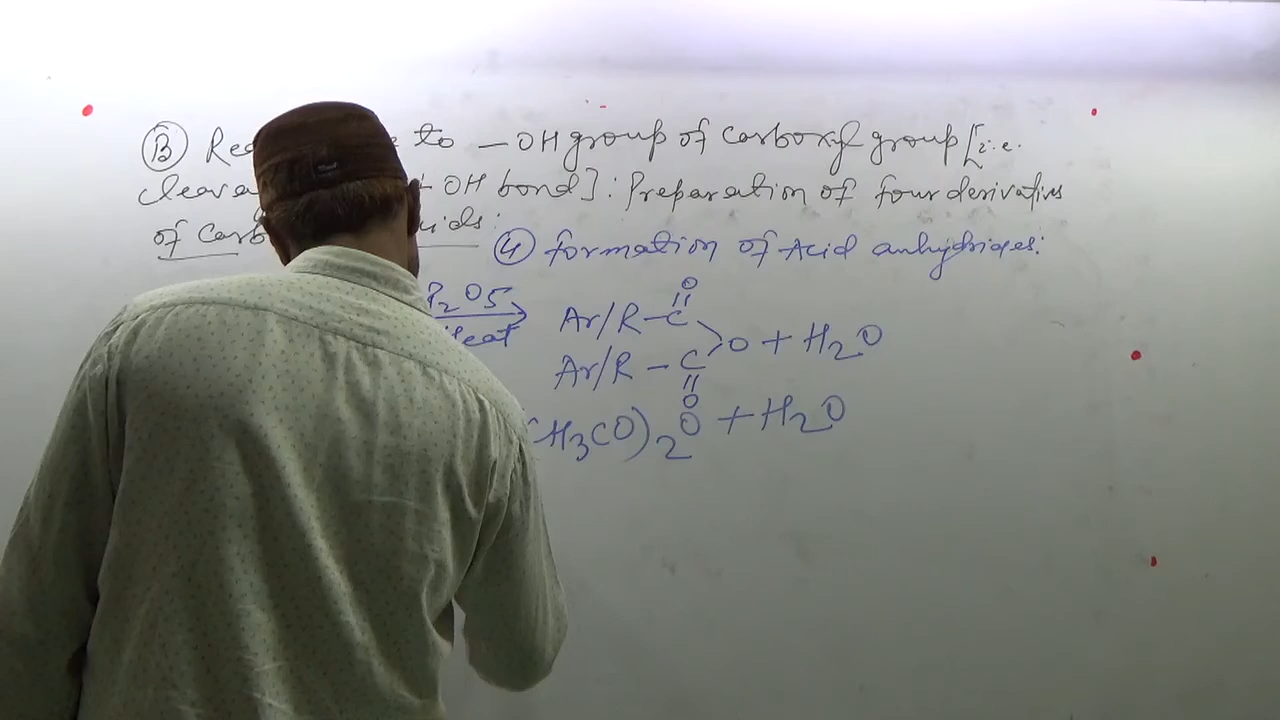 Ⓑ Rea to — OH group of carboxyl group [i.e.
cleava + OH bond] : Preparation of four derivatives
of carb ids :
④ formation of Acid anhydrides:
P₂O5
Heat
O
Ar/R—C
O + H₂O
Ar/R — C
O
H₃CO)₂O + H₂O